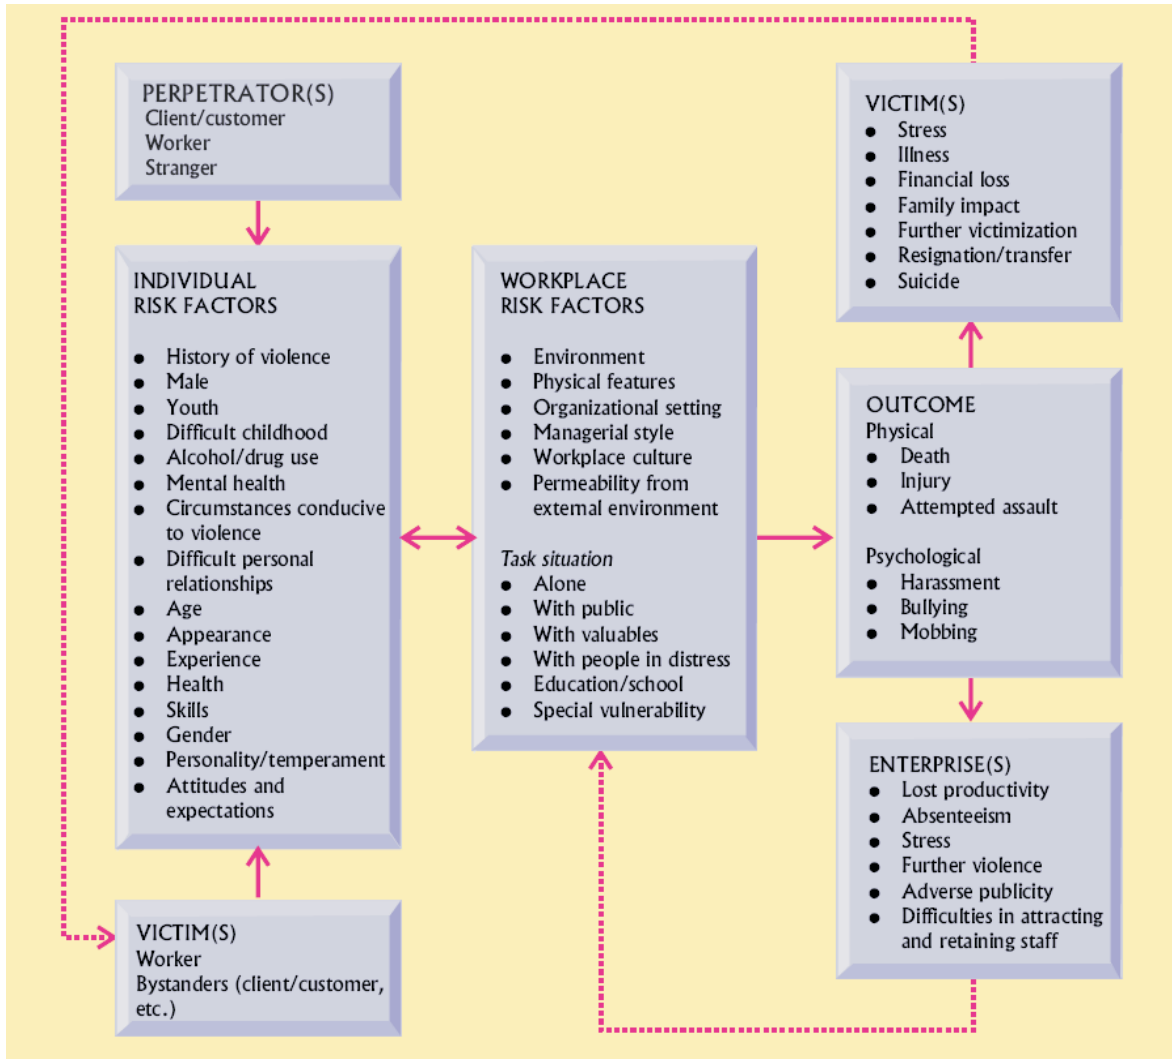 PERPETRATOR(S)
Client/customer
Worker
Stranger
INDIVIDUAL
RISK FACTORS
● History of violence
● Male
● Youth
● Difficult childhood
● Alcohol/drug use
● Mental health
● Circumstances conducive
to violence
● Difficult personal
relationships
● Age
● Appearance
● Experience
● Health
● Skills
● Gender
● Personality/temperament
● Attitudes and
expectations
VICTIM(S)
Worker
Bystanders (client/customer,
etc.)
WORKPLACE
RISK FACTORS
● Environment
● Physical features
● Organizational setting
● Managerial style
● Workplace culture
● Permeability from
external environment
Task situation
● Alone
● With public
● With valuables
● With people in distress
● Education/school
● Special vulnerability
VICTIM(S)
● Stress
● Illness
● Financial loss
● Family impact
● Further victimization
● Resignation/transfer
● Suicide
OUTCOME
Physical
● Death
● Injury
● Attempted assault
Psychological
● Harassment
● Bullying
● Mobbing
ENTERPRISE(S)
● Lost productivity
● Absenteeism
● Stress
● Further violence
● Adverse publicity
● Difficulties in attracting
and retaining staff